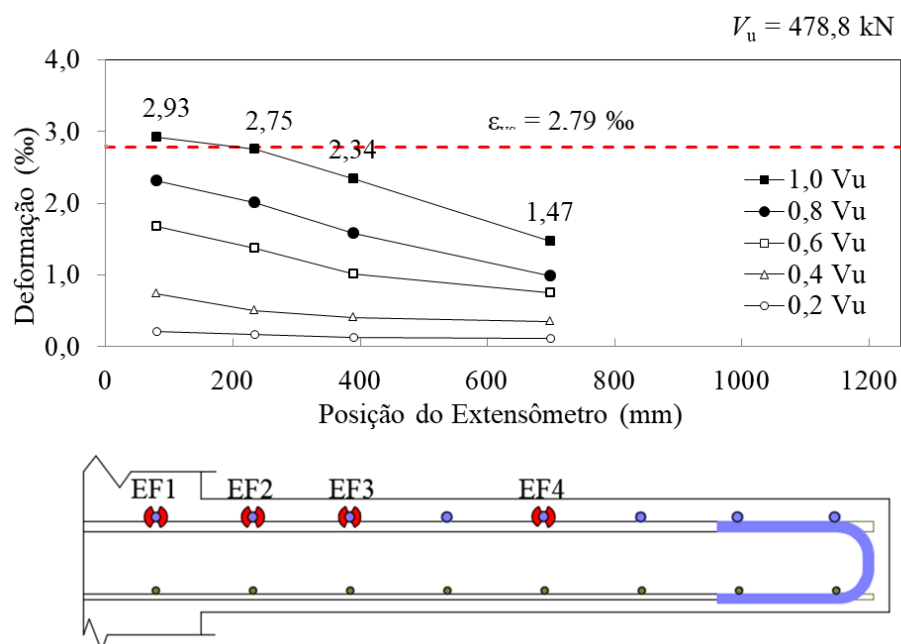 Vu = 478,8 kN
4,0
3,0
2,0
1,0
0,0
Deformação (‰)
2,93
2,75
2,34
1,47
= 2,79 ‰
1,0 Vu
0,8 Vu
0,6 Vu
0,4 Vu
0,2 Vu
0 200 400 600 800 1000 1200
Posição do Extensômetro (mm)
EF1 EF2 EF3 EF4